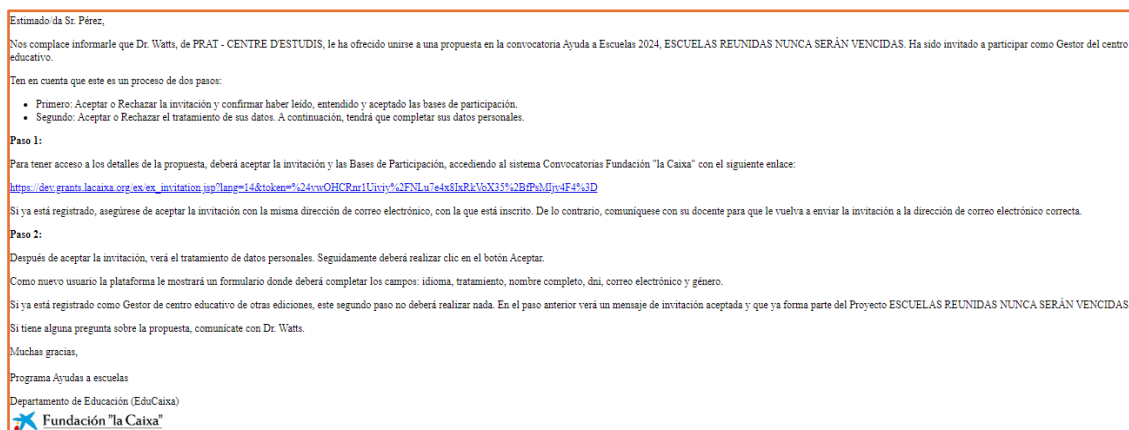 Estimado/da Sr. Pérez,
Nos complace informarle que Dr. Watts, de PRAT - CENTRE D'ESTUDIS, le ha ofrecido unirse a una propuesta en la convocatoria Ayuda a Escuelas 2024, ESCUELAS REUNIDAS NUNCA SERÁN VENCIDAS. Ha sido invitado a participar como Gestor del centro
educativo.
Ten en cuenta que este es un proceso de dos pasos:
• Primero: Aceptar o Rechazar la invitación y confirmar haber leído, entendido y aceptado las bases de participación.
• Segundo: Aceptar o Rechazar el tratamiento de sus datos. A continuación, tendrá que completar sus datos personales.
Paso 1:
Para tener acceso a los detalles de la propuesta, deberá aceptar la invitación y las Bases de Participación, accediendo al sistema Convocatorias Fundación "la Caixa" con el siguiente enlace:
https://dev.grants.lacaixa.org/ex/ex_invitation.jsp?lang=14&token=%24vwOHCRnr1Uiviy%2FNLu7e4x8IxRkVoX35%2BfPsMIjv4F4%3D
Si ya está registrado, asegúrese de aceptar la invitación con la misma dirección de correo electrónico, con la que está inscrito. De lo contrario, comuníquese con su docente para que le vuelva a enviar la invitación a la dirección de correo electrónico correcta.
Paso 2:
Después de aceptar la invitación, verá el tratamiento de datos personales. Seguidamente deberá realizar clic en el botón Aceptar.
Como nuevo usuario la plataforma le mostrará un formulario donde deberá completar los campos: idioma, tratamiento, nombre completo, dni, correo electrónico y género.
Si ya está registrado como Gestor de centro educativo de otras ediciones, este segundo paso no deberá realizar nada. En el paso anterior verá un mensaje de invitación aceptada y que ya forma parte del Proyecto ESCUELAS REUNIDAS NUNCA SERÁN VENCIDAS
Si tiene alguna pregunta sobre la propuesta, comunícate con Dr. Watts.
Muchas gracias,
Programa Ayudas a escuelas
Departamento de Educación (EduCaixa)
Fundación "la Caixa"